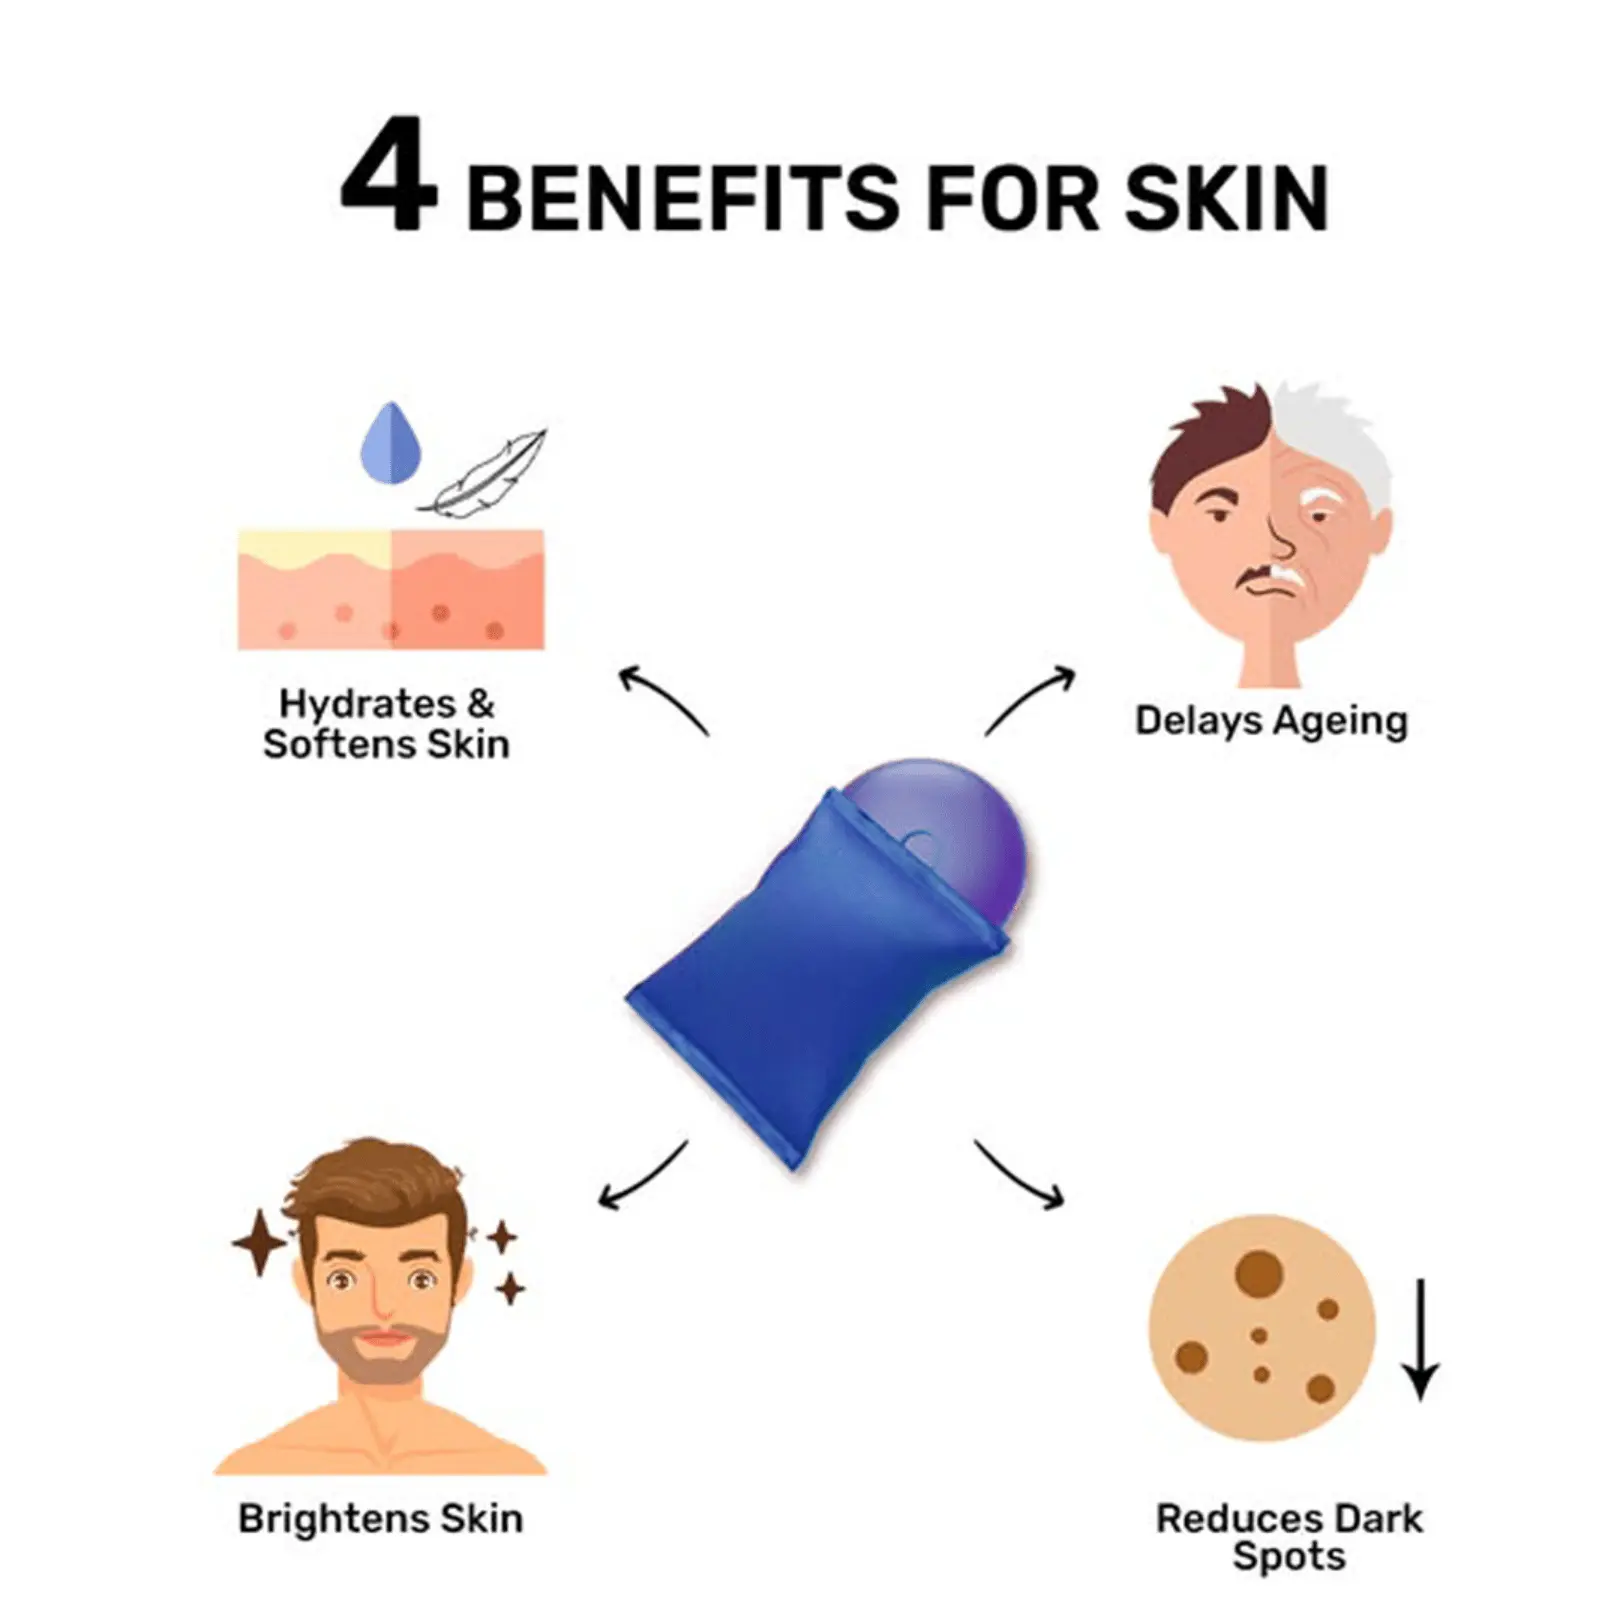 4 BENEFITS FOR SKIN
Hydrates &
Softens Skin
Delays Ageing
Brightens Skin
Reduces Dark
Spots